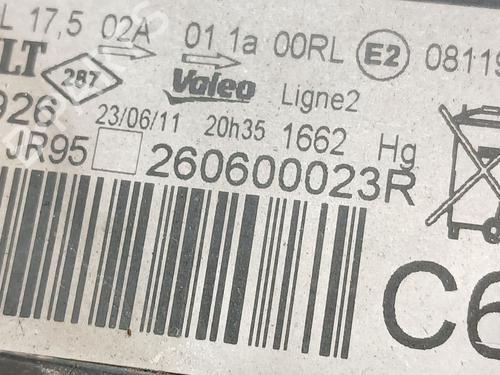 L 17,5 02A 01 1a 00RL E2 08119
LT 287 Valeo Ligne2
926 23/06/11 20h35 1662 Hg
JR95 260600023R
C6